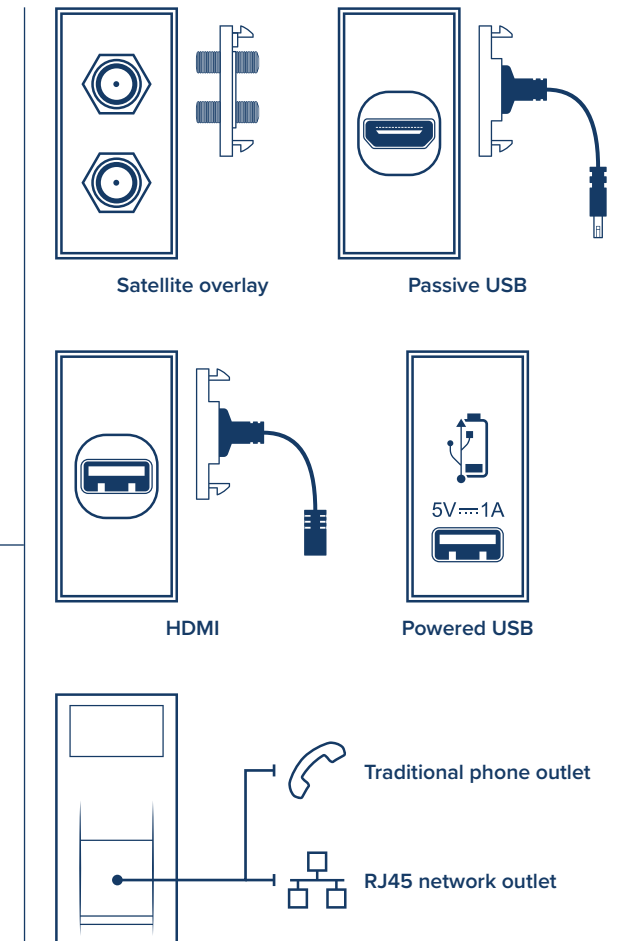 Satellite overlay
Passive USB
HDMI
5V⎓1A
Powered USB
Traditional phone outlet
RJ45 network outlet